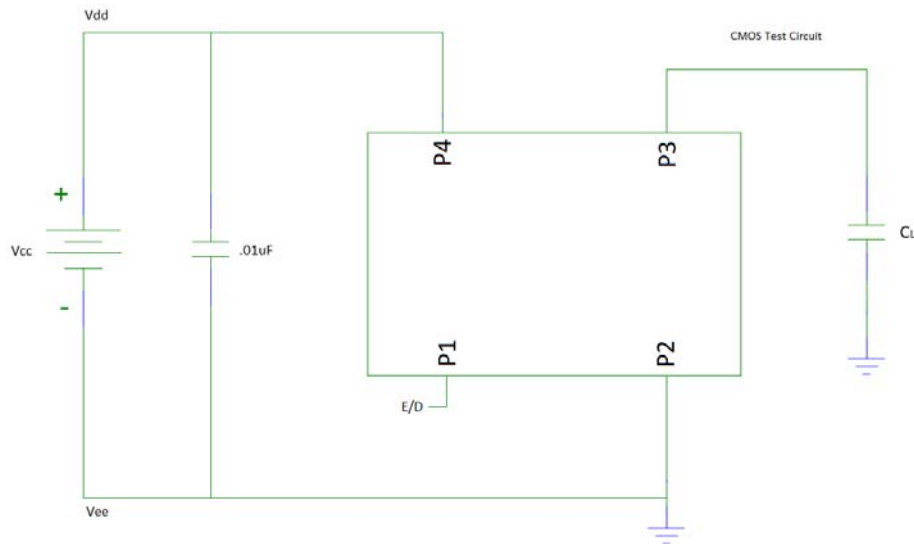 Vdd
CMOS Test Circuit
P4
P3
+
Vcc
.01uF
CL
-
P1
P2
E/D
Vee